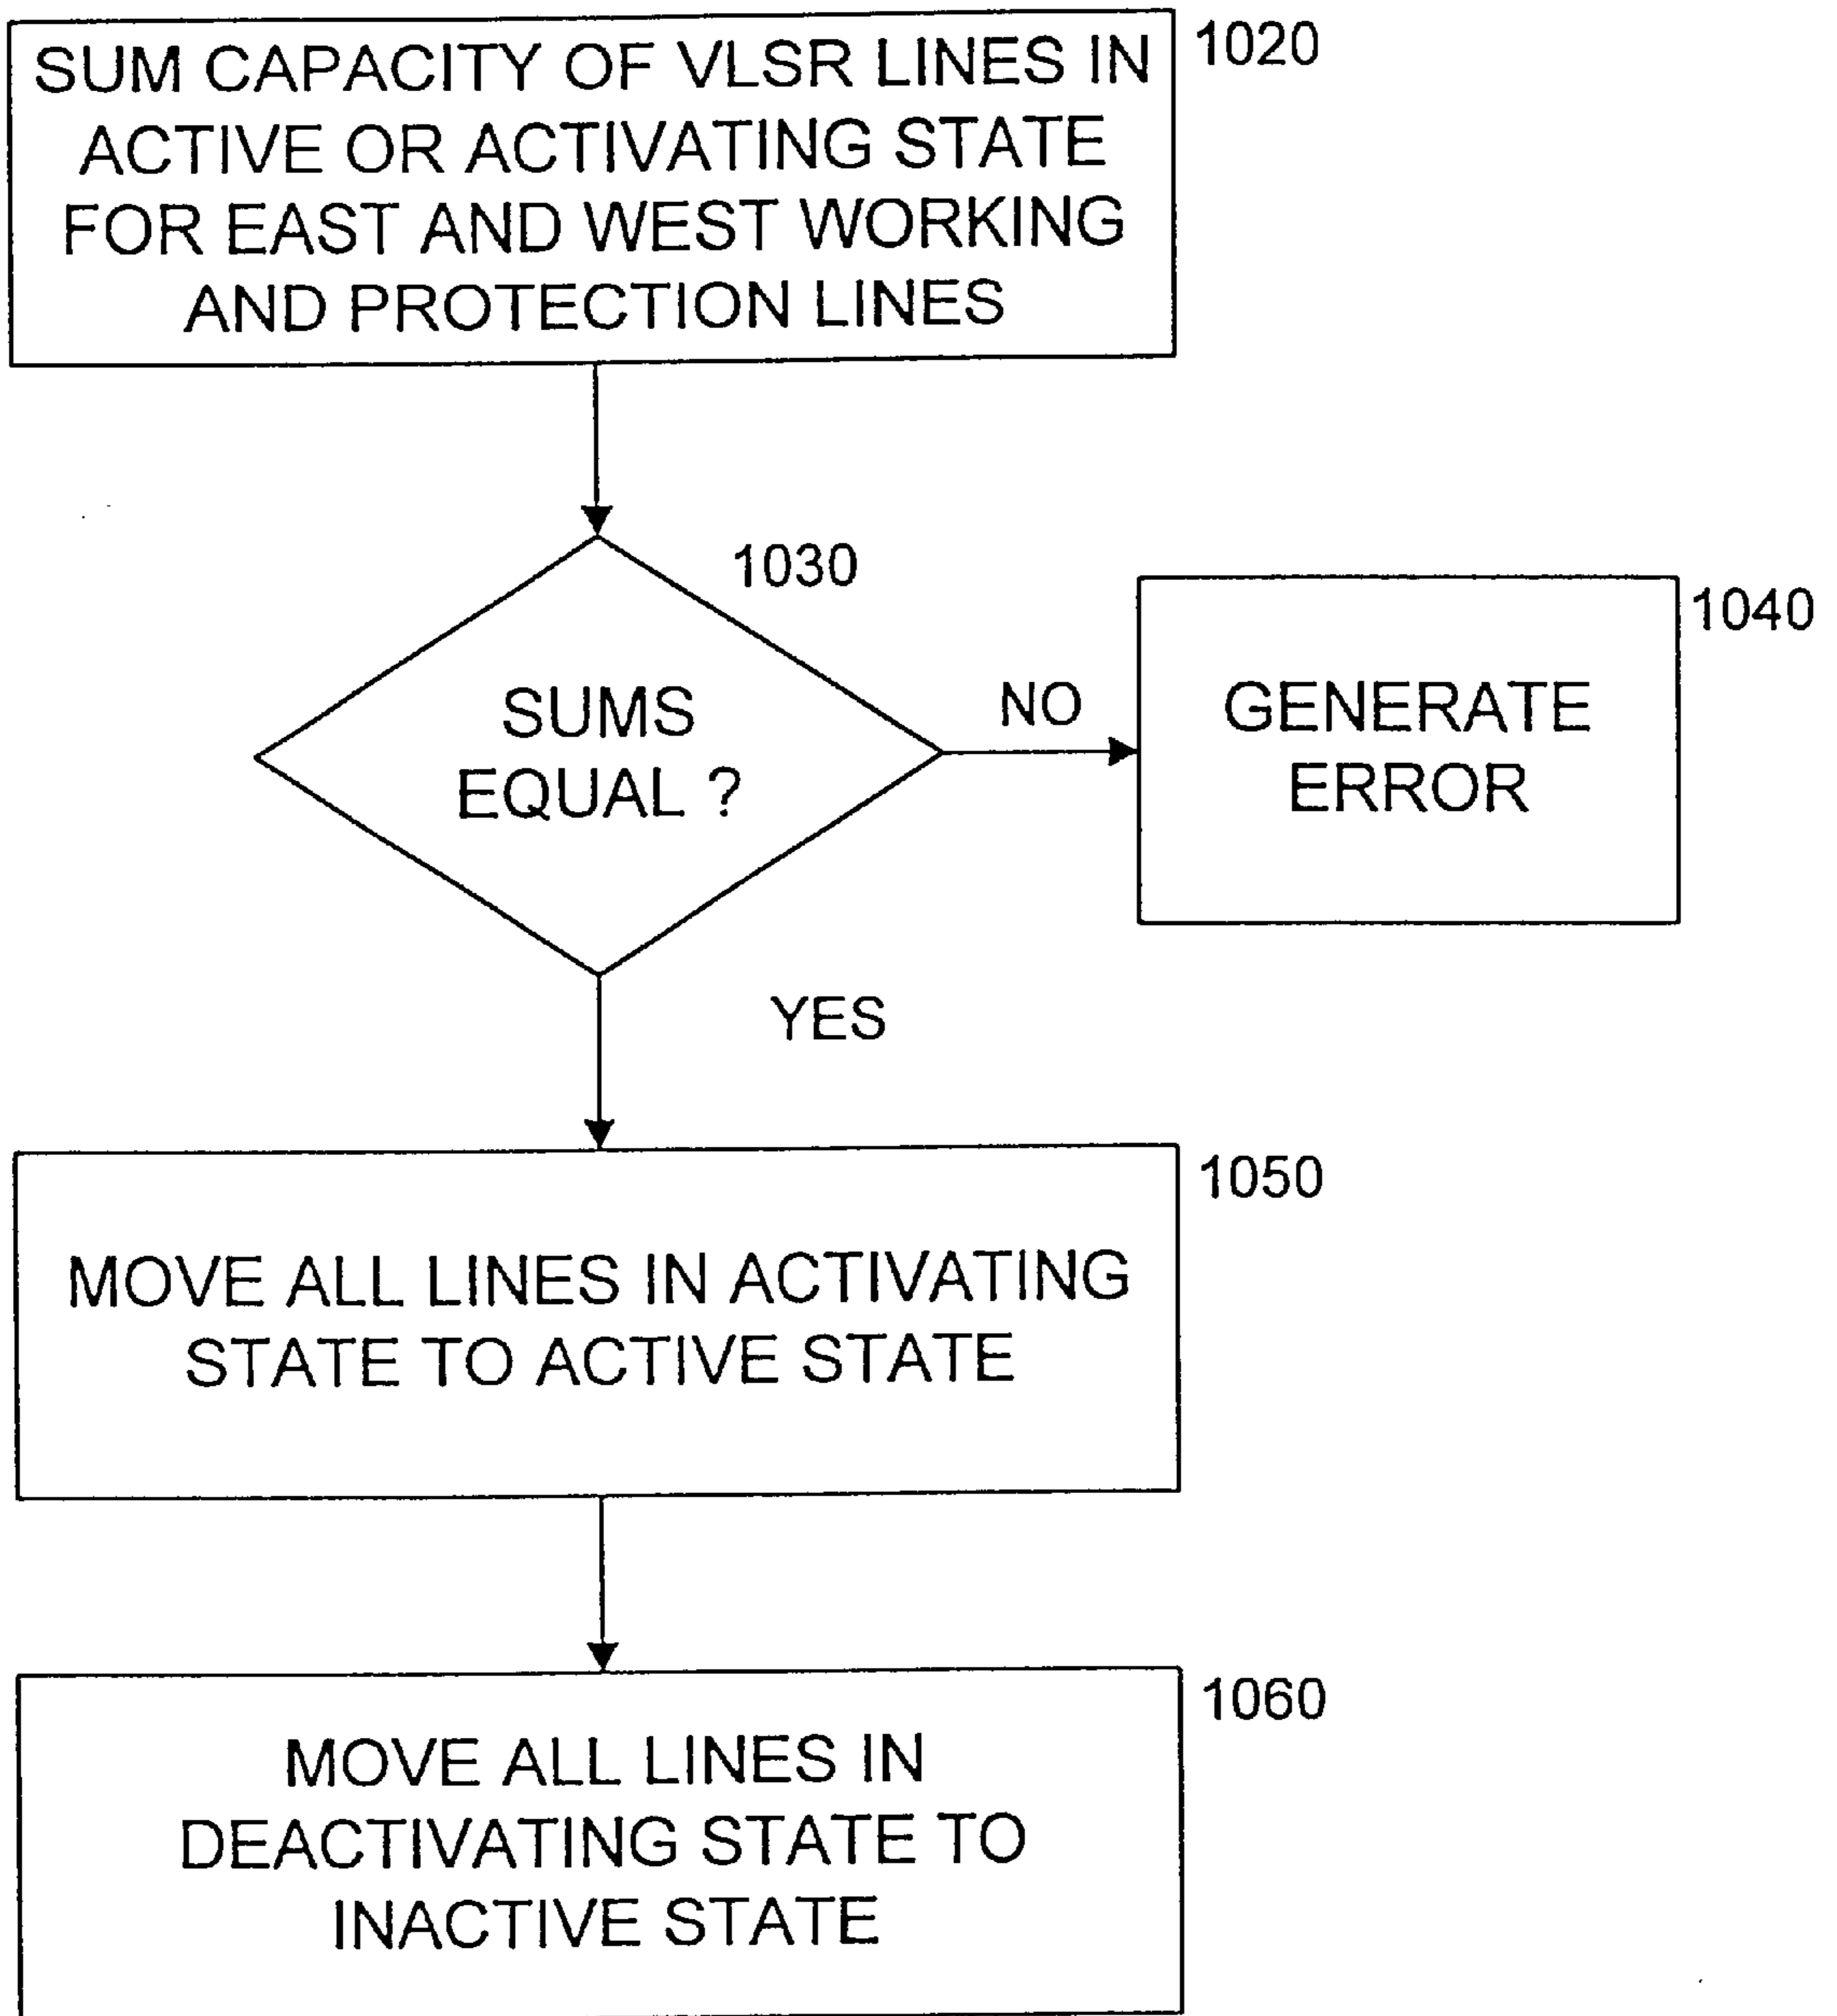 SUM CAPACITY OF VLSR LINES IN
ACTIVE OR ACTIVATING STATE
FOR EAST AND WEST WORKING
AND PROTECTION LINES
1020
1030
SUMS
EQUAL ?
NO
1040
GENERATE
ERROR
YES
1050
MOVE ALL LINES IN ACTIVATING
STATE TO ACTIVE STATE
1060
MOVE ALL LINES IN
DEACTIVATING STATE TO
INACTIVE STATE